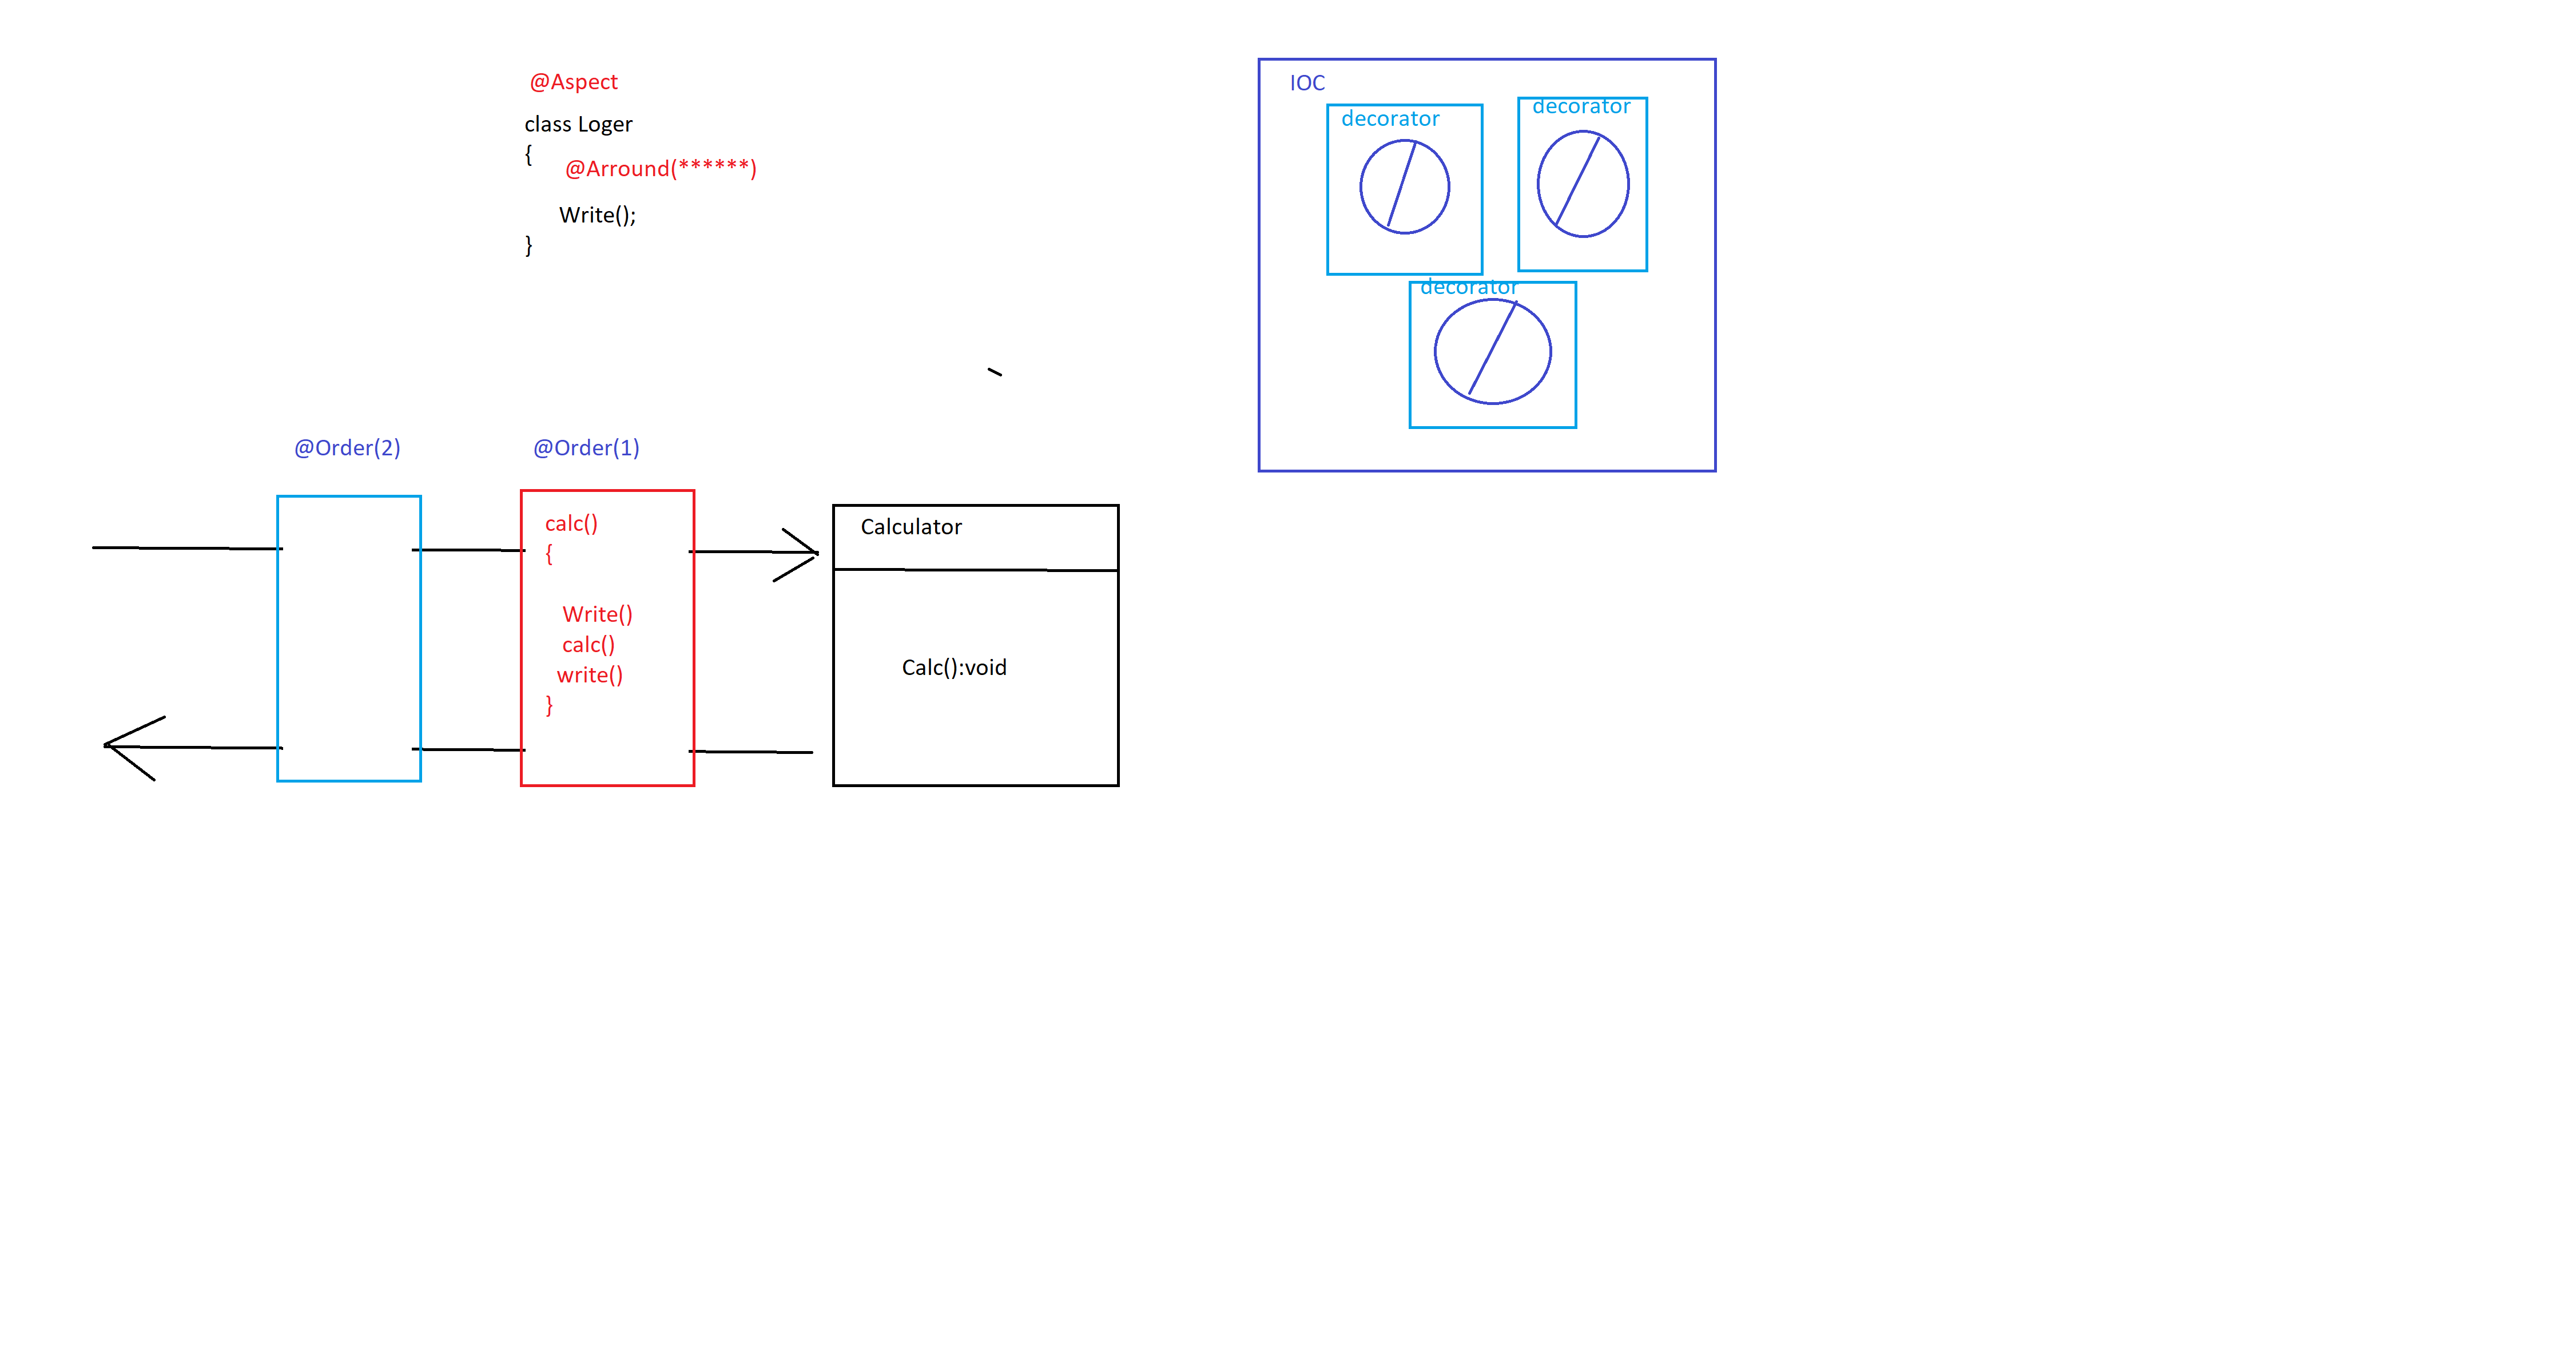 @Aspect
class Loger
{
@Arround(******)
Write();
}
IOC
decorator
decorator
decorator
@Order(2)
@Order(1)
calc()
{
Write()
calc()
write()
}
Calculator
Calc():void